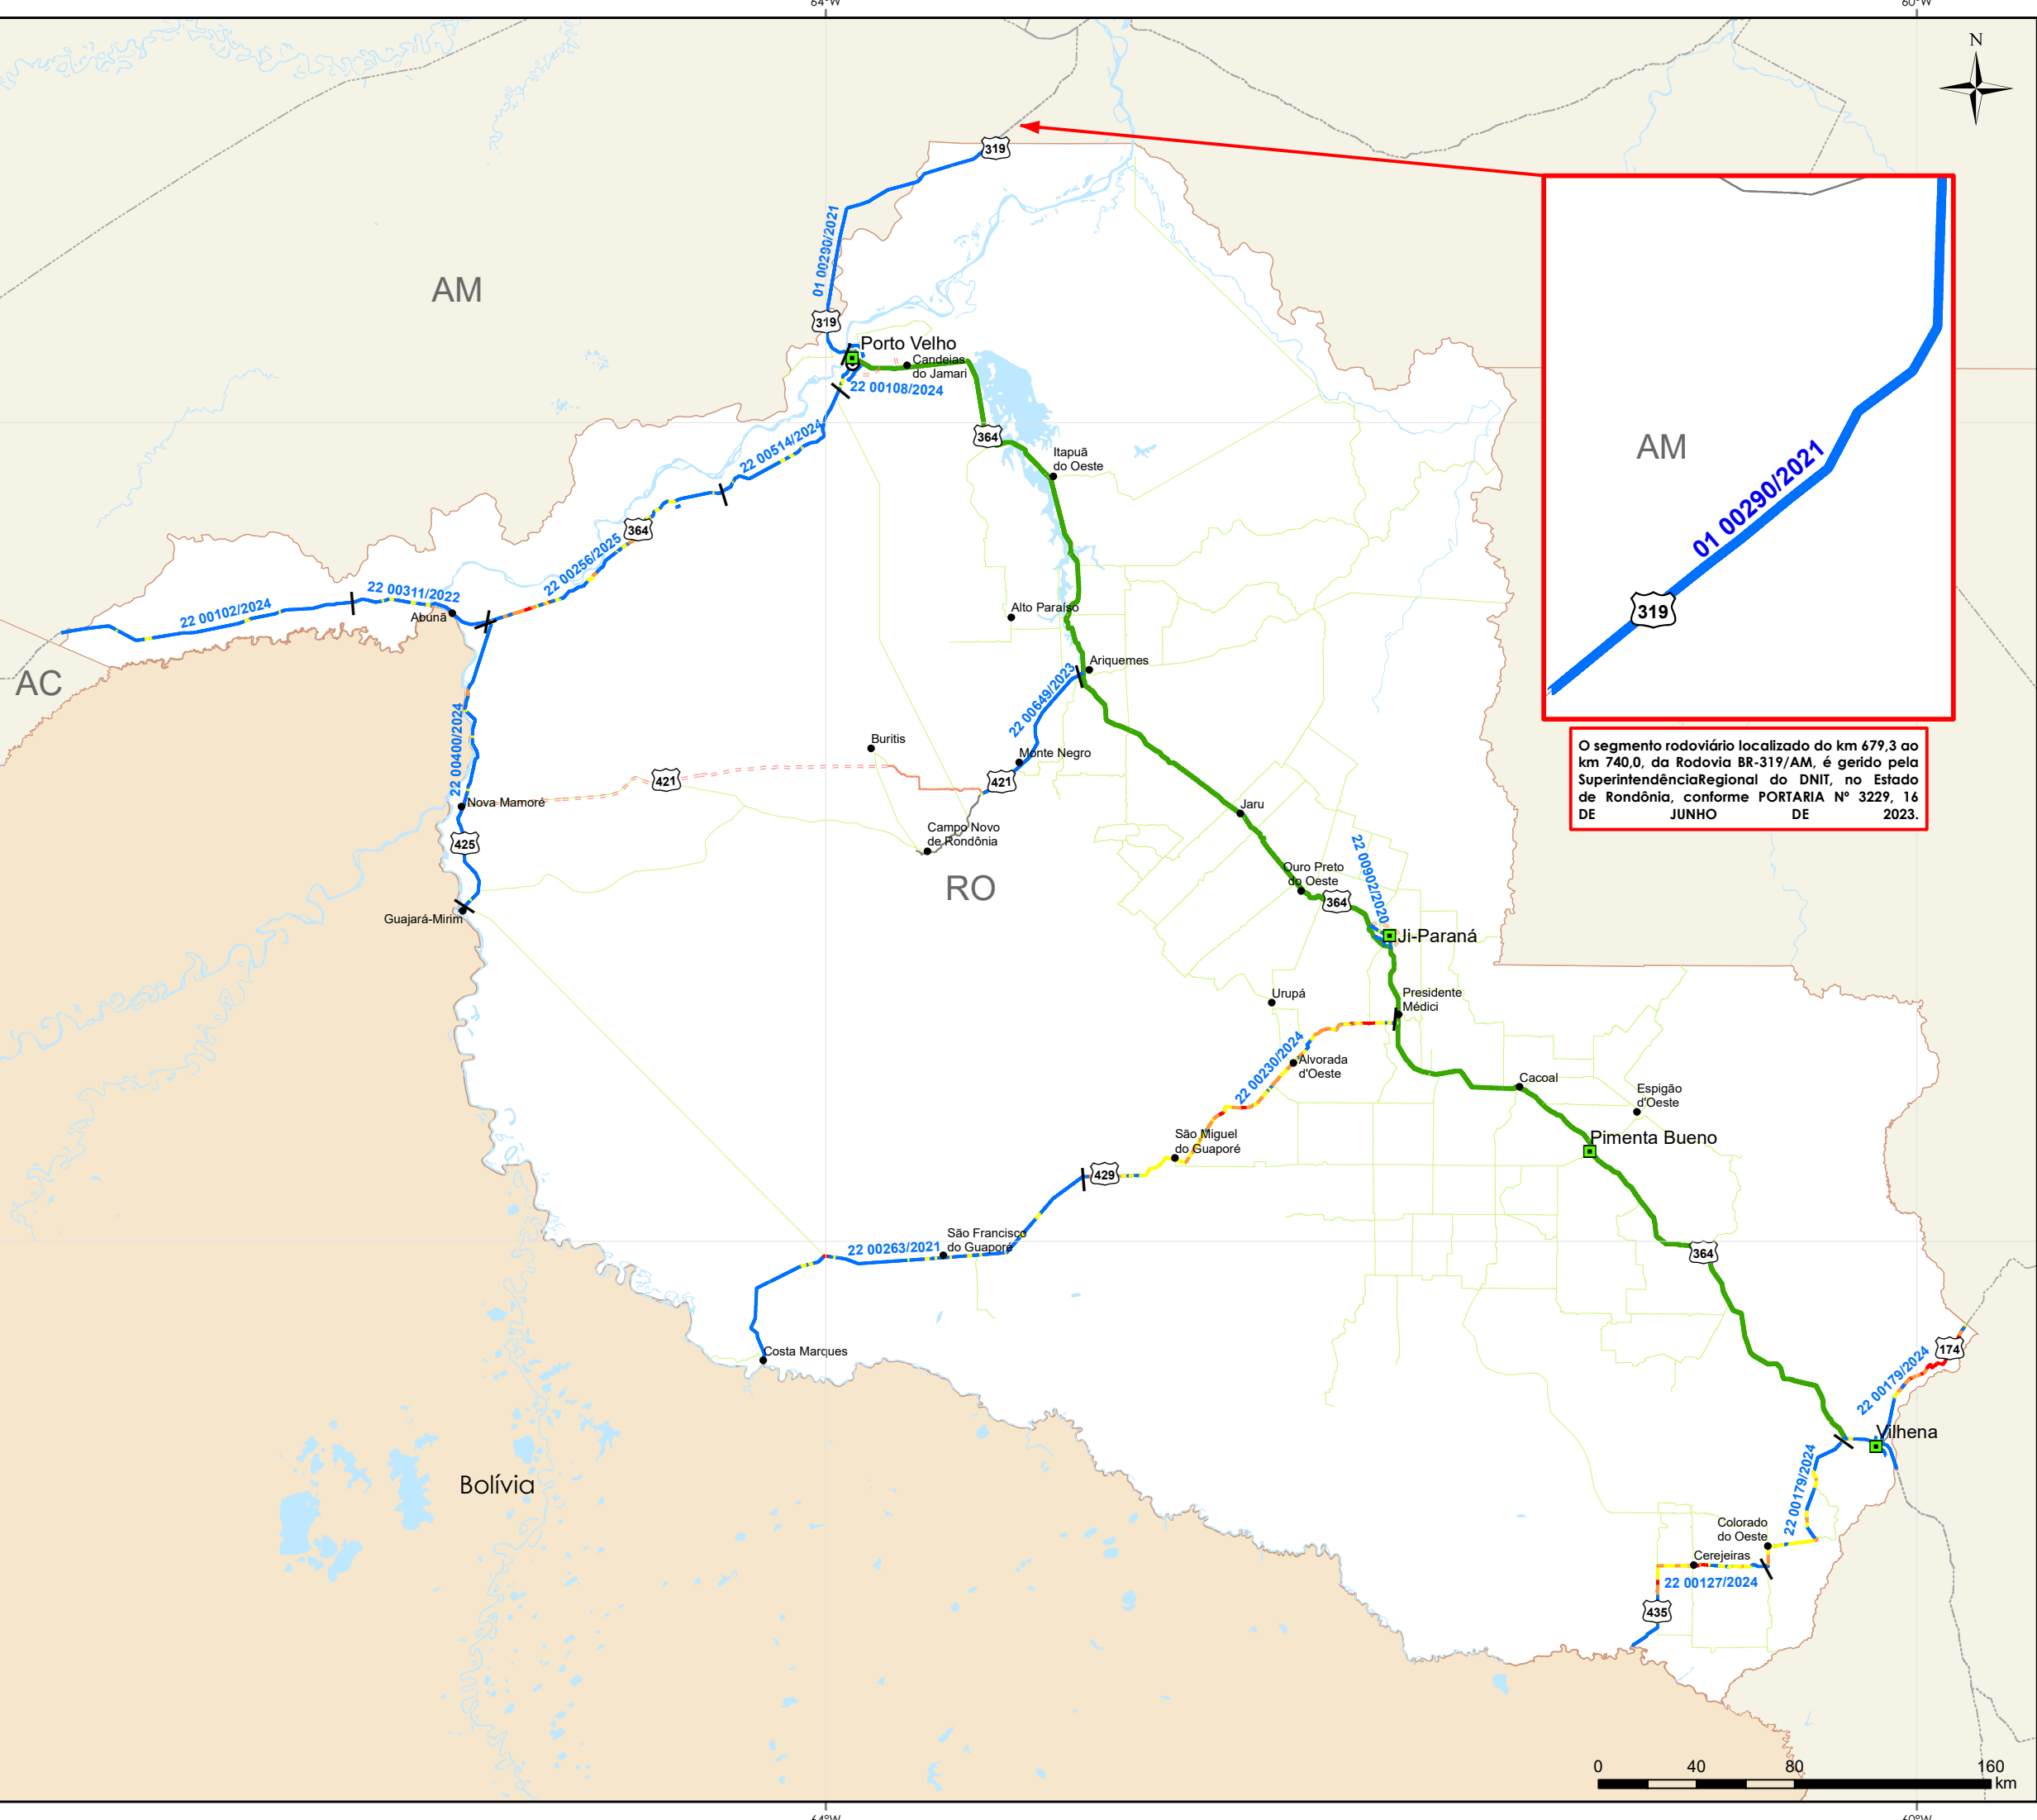 64°W
60°W
N
319
01 00290/2021
AM
319
Porto Velho
Candeias
do Jamari
22 00108/2024
364
22 00514/2024
Itapuã
do Oeste
AM
01 00290/2021
319
364
22 00256/2025
22 00311/2022
22 00102/2024
Abunã
Alto Paraíso
Ariquemes
AC
22 00649/2023
22 00400/2024
Buritis
Monte Negro
421
421
Nova Mamoré
O segmento rodoviário localizado do km 679,3 ao
km 740,0, da Rodovia BR-319/AM, é gerido pela
SuperintendênciaRegional do DNIT, no Estado
de Rondônia, conforme PORTARIA Nº 3229, 16
DE JUNHO DE 2023.
Jaru
Campo Novo
de Rondônia
425
22 00902/2020
Ouro Preto
do Oeste
RO
364
Guajará-Mirim
Ji-Paraná
Urupá
Presidente
Médici
22 00230/2024
Alvorada
d'Oeste
Cacoal
Espigão
d'Oeste
São Miguel
do Guaporé
Pimenta Bueno
429
São Francisco
do Guaporé
22 00263/2021
364
Costa Marques
174
22 00179/2024
Vilhena
22 00179/2024
Bolívia
Colorado
do Oeste
Cerejeiras
22 00127/2024
435
0 40 80 160
km
64°W
60°W